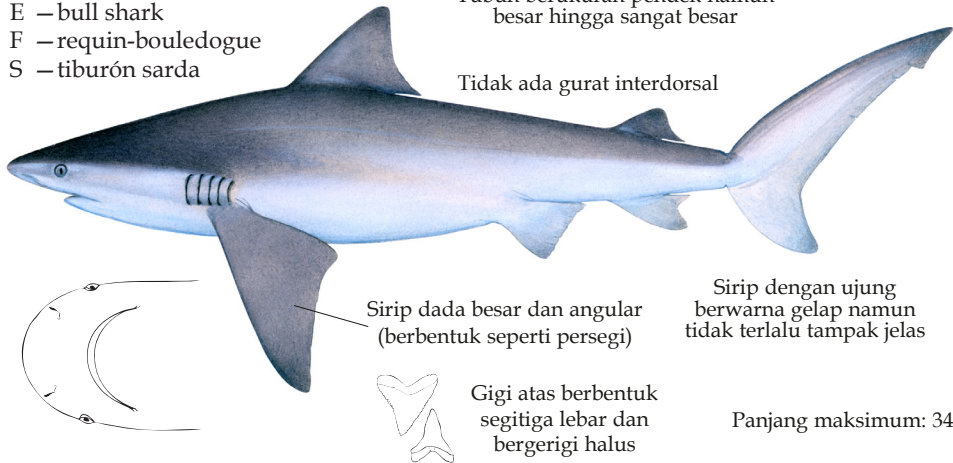 E — bull shark
F — requin-bouledogue
S — tiburón sarda
besar hingga sangat besar
Tidak ada gurat interdorsal
Sirip dada besar dan angular
(berbentuk seperti persegi)
Sirip dengan ujung
berwarna gelap namun
tidak terlalu tampak jelas
Gigi atas berbentuk
segitiga lebar dan
bergerigi halus
Panjang maksimum: 34